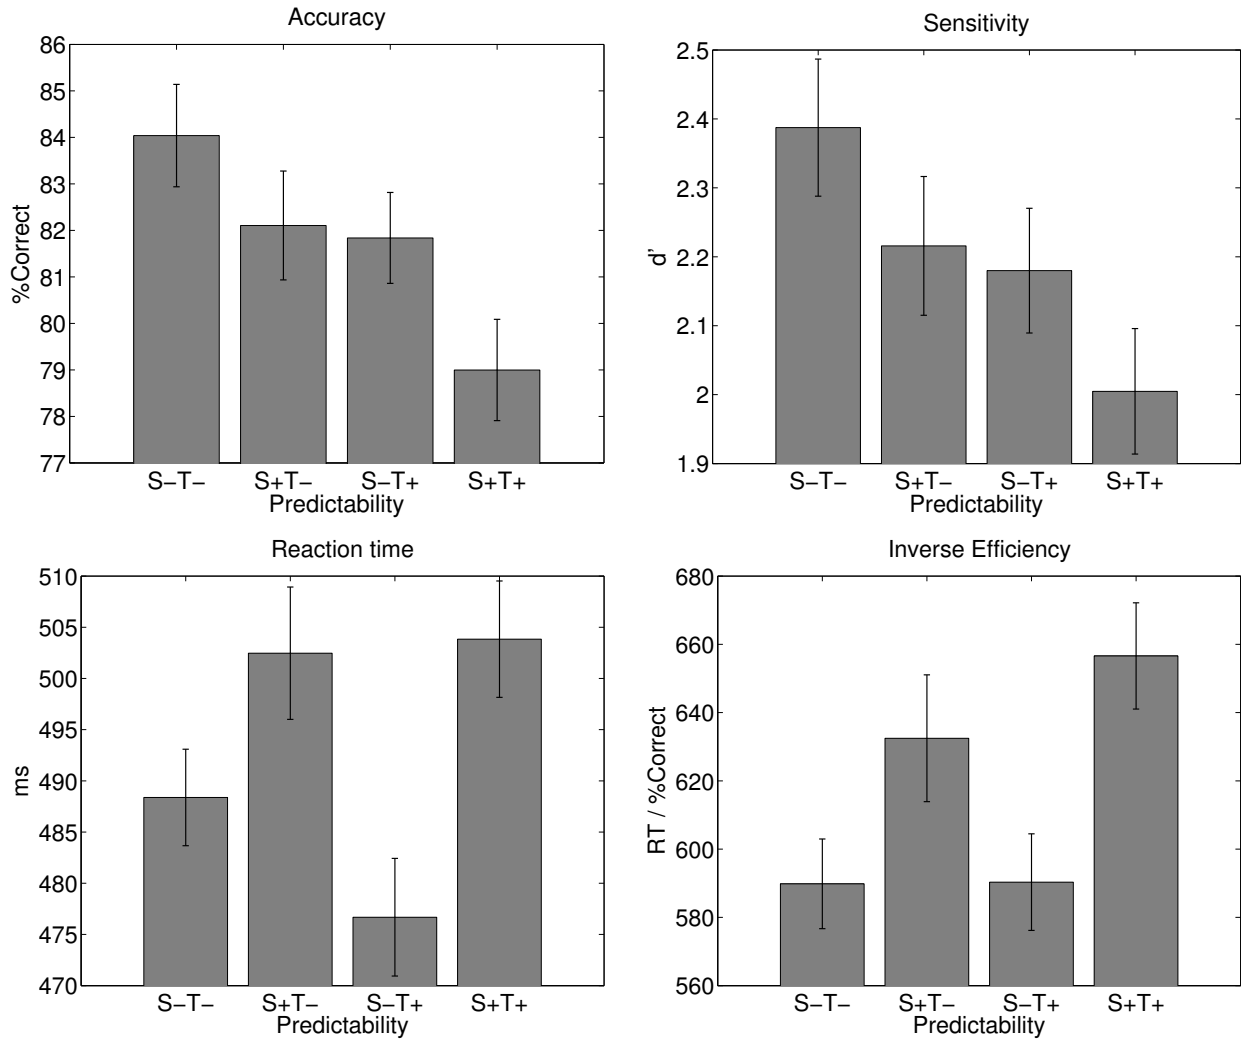 Accuracy
86
85
84
83
82
81
80
79
78
77
%Correct
S−T−
S+T−
S−T+
S+T+
Predictability
Sensitivity
2.5
2.4
2.3
2.2
2.1
2
1.9
d'
S−T−
S+T−
S−T+
S+T+
Predictability
Reaction time
510
505
500
495
490
485
480
475
470
ms
S−T−
S+T−
S−T+
S+T+
Predictability
Inverse Efficiency
680
660
640
620
600
580
560
RT / %Correct
S−T−
S+T−
S−T+
S+T+
Predictability